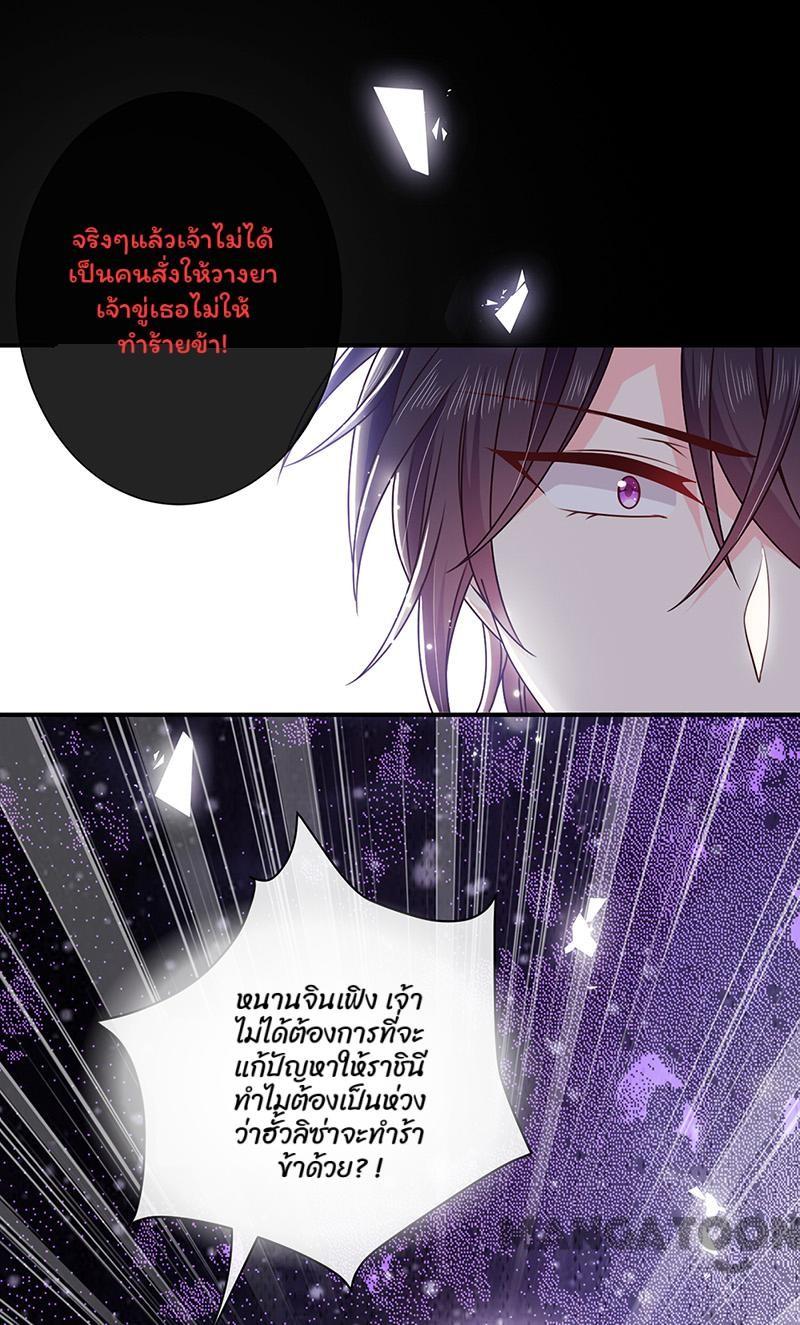 จริงๆแล้วเจ้าไม่ได้
เป็นคนสั่งให้วางยา
เจ้าขู่เธอไม่ให้
ทำร้ายข้า!
หนานจินเฟิง เจ้า
ไม่ได้ต้องการที่จะ
แก้ปัญหาให้ราชินี
ทำไมต้องเป็นห่วง
ว่าฮั้วลิซ่าจะทำร้า
ข้าด้วย?!
MANGATOON